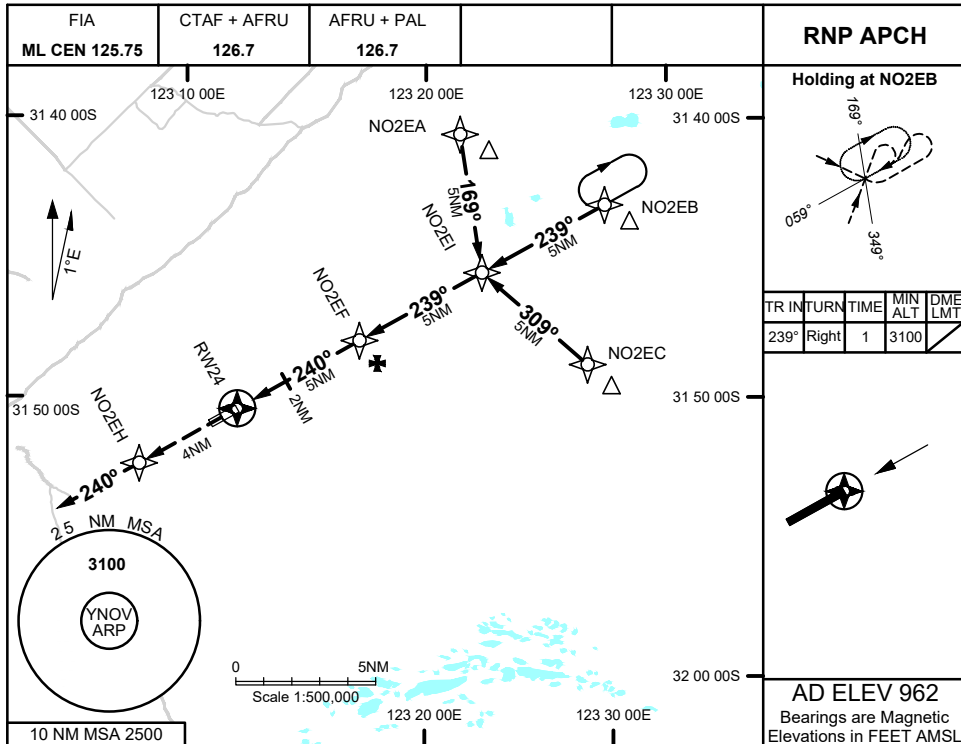 FIA
ML CEN 125.75
CTAF + AFRU
126.7
AFRU + PAL
126.7
RNP APCH
Holding at NO2EB
169°
059°
349°
TR IN TURN TIME MIN ALT DME LMT
239° Right 1 3100
123 10 00E
123 20 00E
123 30 00E
31 40 00S
31 40 00S
NO2EA
169°
5NM
NO2EI
NO2EB
239°
5NM
1°E
239°
5NM
NO2EF
309°
5NM
NO2EC
240°
5NM
2NM
RW24
31 50 00S
31 50 00S
4NM
NO2EH
240°
25 NM MSA
3100
YNOV
ARP
0 5NM
Scale 1:500,000
32 00 00S
123 20 00E
123 30 00E
10 NM MSA 2500
AD ELEV 962
Bearings are Magnetic
Elevations in FEET AMSL